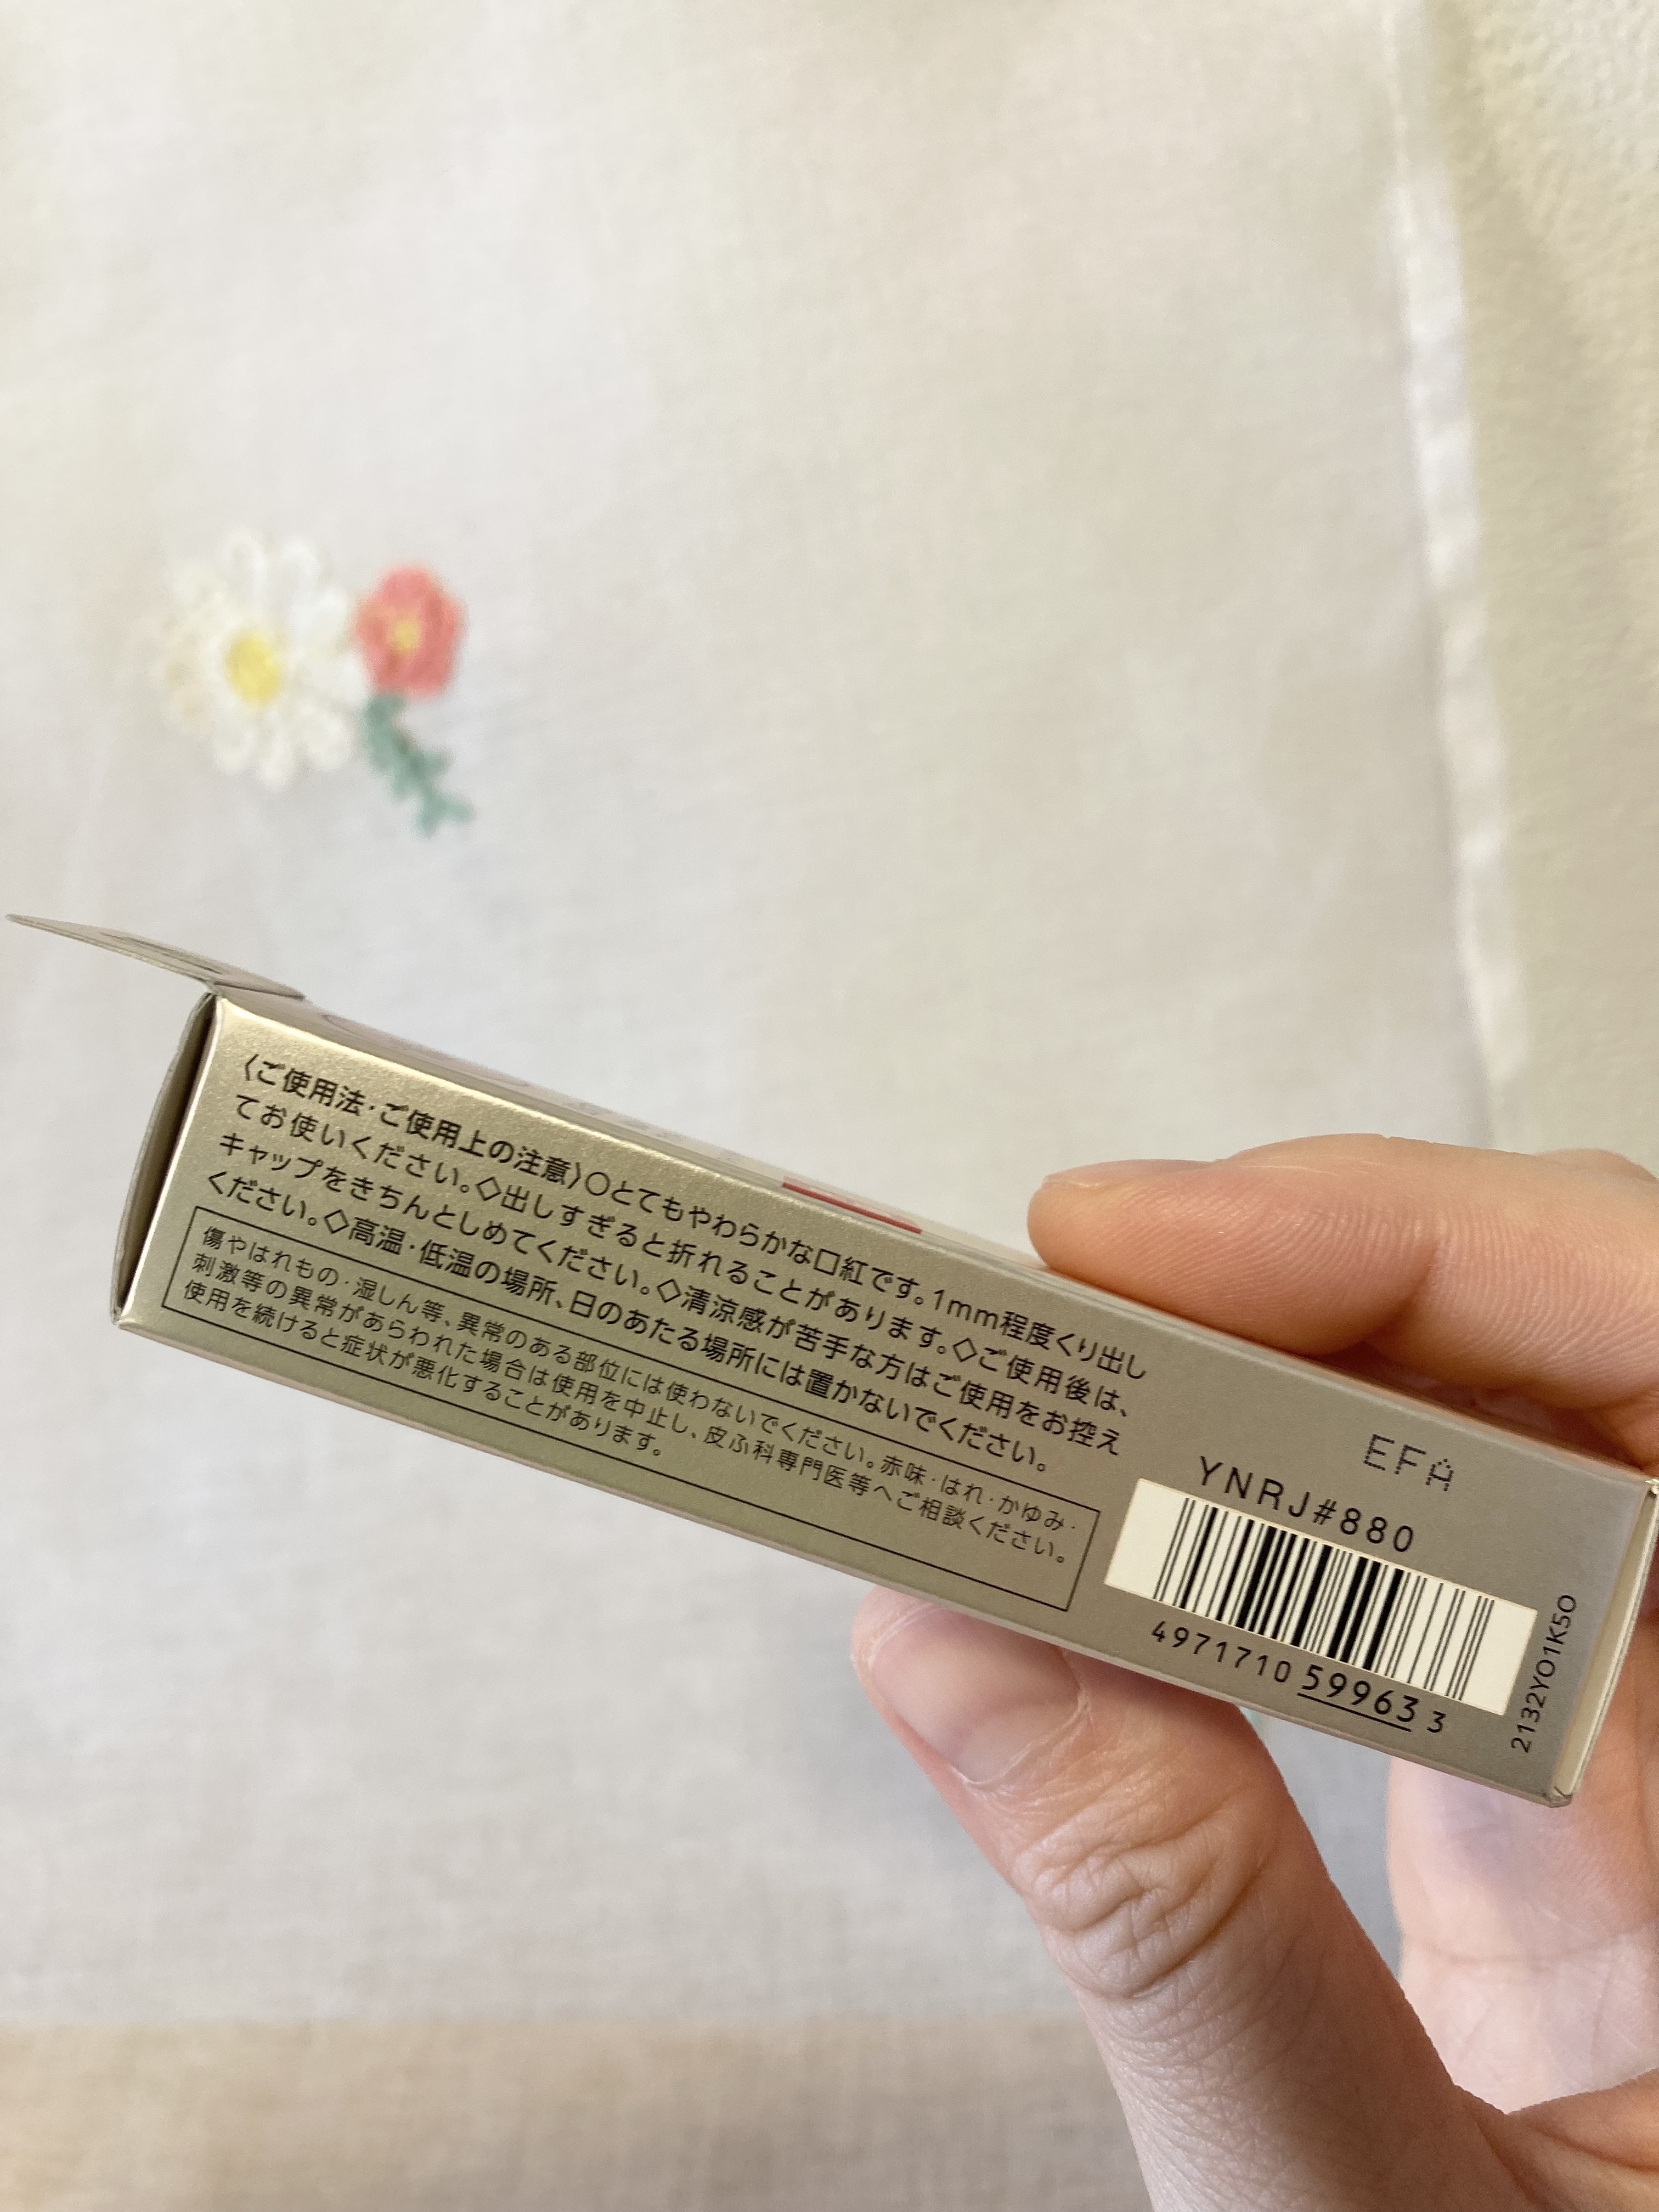 〈ご使用法・ご使用上の注意〉○とてもやわらかな口紅です。1mm程度くり出し
てお使いください。◇出しすぎると折れることがあります。◇ご使用後は、
キャップをきちんとしめてください。◇清涼感が苦手な方はご使用をお控え
ください。◇高温・低温の場所、日のあたる場所には置かないでください。
傷やはれもの・湿しん等、異常のある部位には使わないでください。赤味・はれ・かゆみ・
刺激等の異常があらわれた場合は使用を中止し、皮ふ科専門医等へご相談ください。
使用を続けると症状が悪化することがあります。
EFA
YNRJ#880
4971710 59963 3
2132YO1K5O